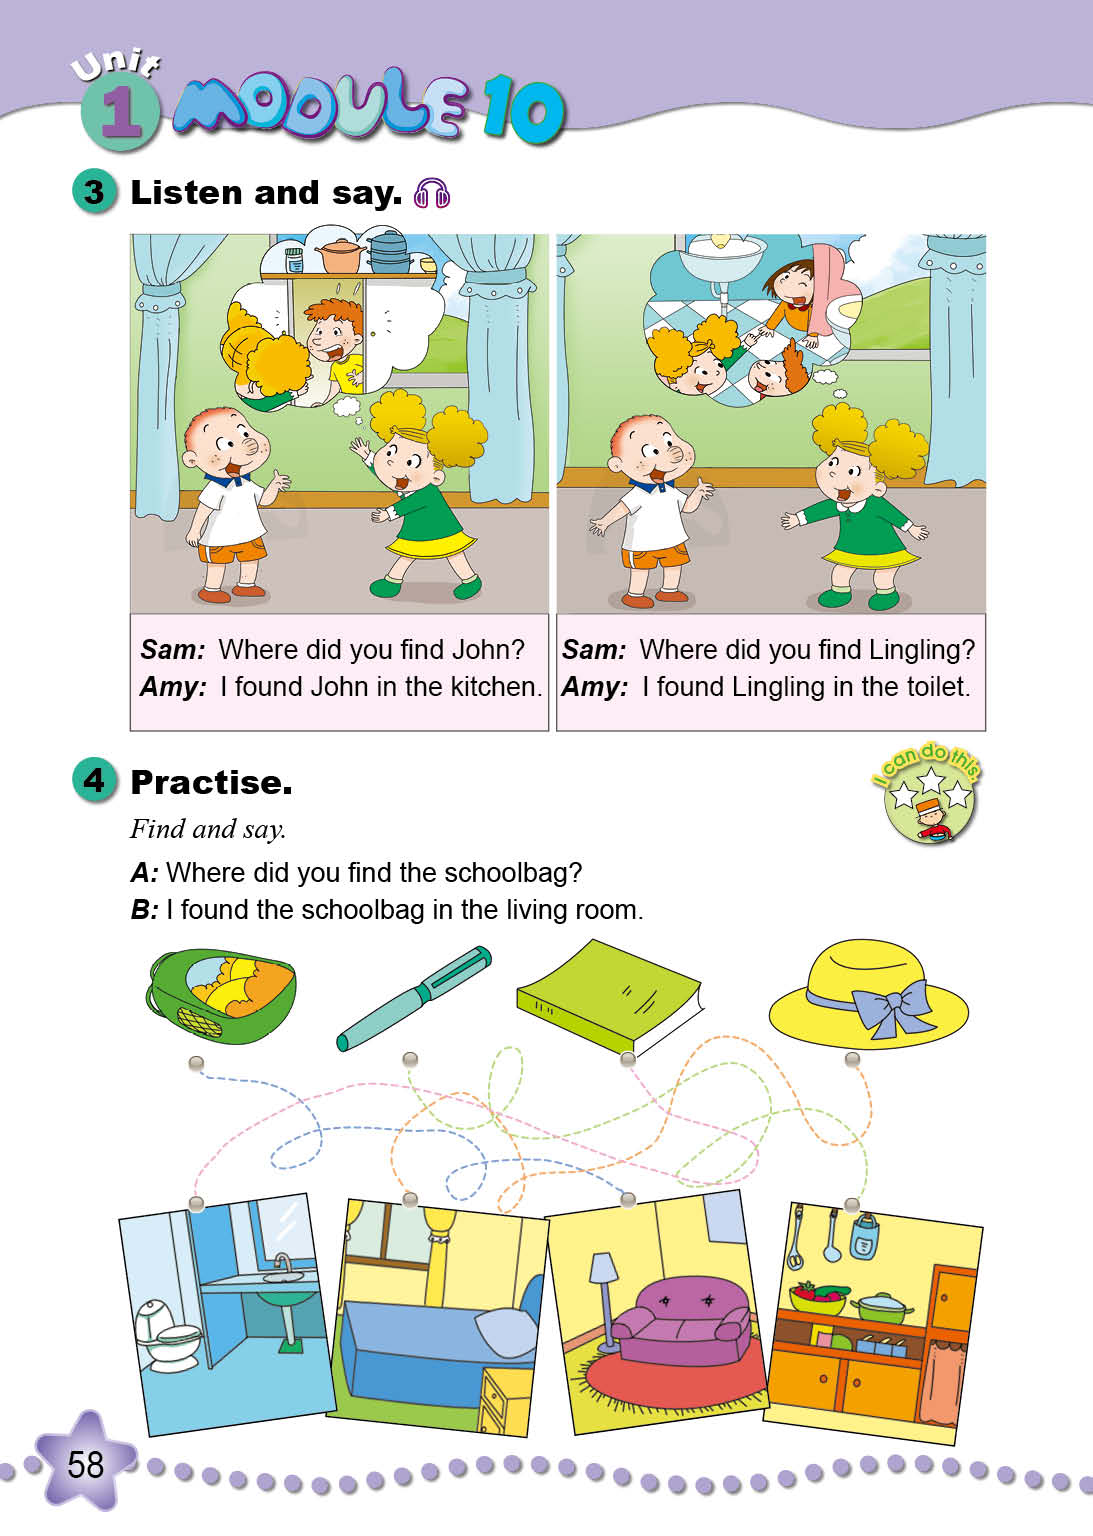 Unit
1 MODULE 10
3 Listen and say.
Sam: Where did you find John?
Amy: I found John in the kitchen.
Sam: Where did you find Lingling?
Amy: I found Lingling in the toilet.
4 Practise.
I can do this.
Find and say.
A: Where did you find the schoolbag?
B: I found the schoolbag in the living room.
58